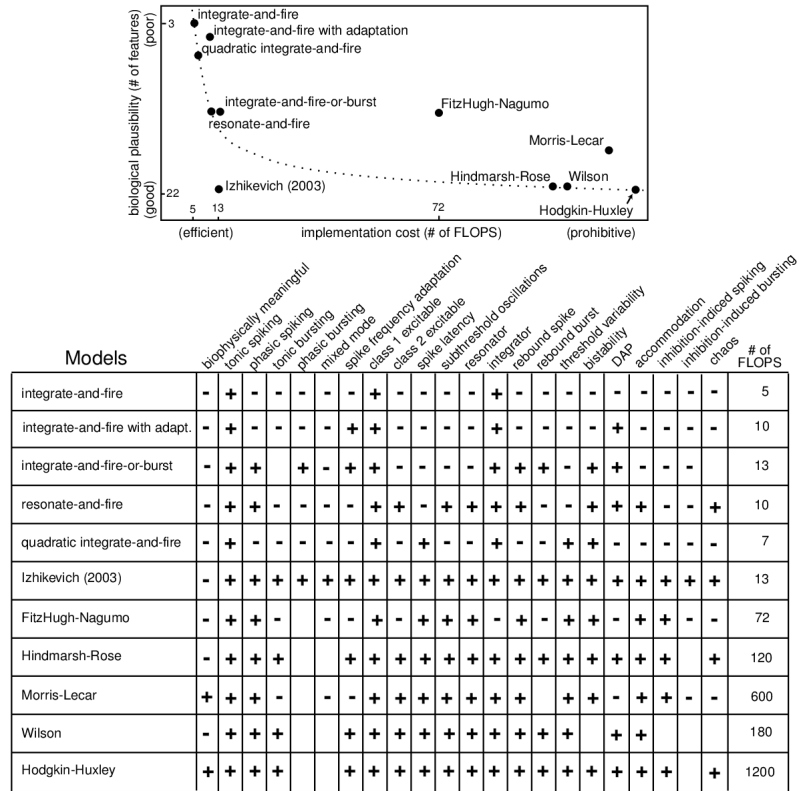 biological plausibility (# of features)
(poor)
(good)
3
22
integrate-and-fire
integrate-and-fire with adaptation
quadratic integrate-and-fire
integrate-and-fire-or-burst
resonate-and-fire
FitzHugh-Nagumo
Morris-Lecar
Izhikevich (2003)
Hindmarsh-Rose
Wilson
Hodgkin-Huxley
5 13 72
(efficient) implementation cost (# of FLOPS) (prohibitive)
Models
biophysically meaningful
tonic spiking
phasic spiking
tonic bursting
phasic bursting
mixed mode
spike frequency adaptation
class 1 excitable
class 2 excitable
spike latency
subthreshold oscillations
resonator
integrator
rebound spike
rebound burst
threshold variability
bistability
DAP
accommodation
inhibition-indiced spiking
inhibition-induced bursting
chaos
# of
FLOPS
integrate-and-fire - + - - - - - + - - - - + - - - - - - - - - 5
integrate-and-fire with adapt. - + - - - - + + - - - - + - - - - + - - - - 10
integrate-and-fire-or-burst - + + + - + + - - - - + + + - + + - - - 13
resonate-and-fire - + + - - - - + + - + + + + - - + + + - - + 10
quadratic integrate-and-fire - + - - - - - + - + - - + - - + + - - - - - 7
Izhikevich (2003) - + + + + + + + + + + + + + + + + + + + + + 13
FitzHugh-Nagumo - + + - - - + - + + + - + - + + - + + - - 72
Hindmarsh-Rose - + + + + + + + + + + + + + + + + + + 120
Morris-Lecar + + + - - - + + + + + + + + + - + + - - 600
Wilson - + + + + + + + + + + + + + + + 180
Hodgkin-Huxley + + + + + + + + + + + + + + + + + + + 1200